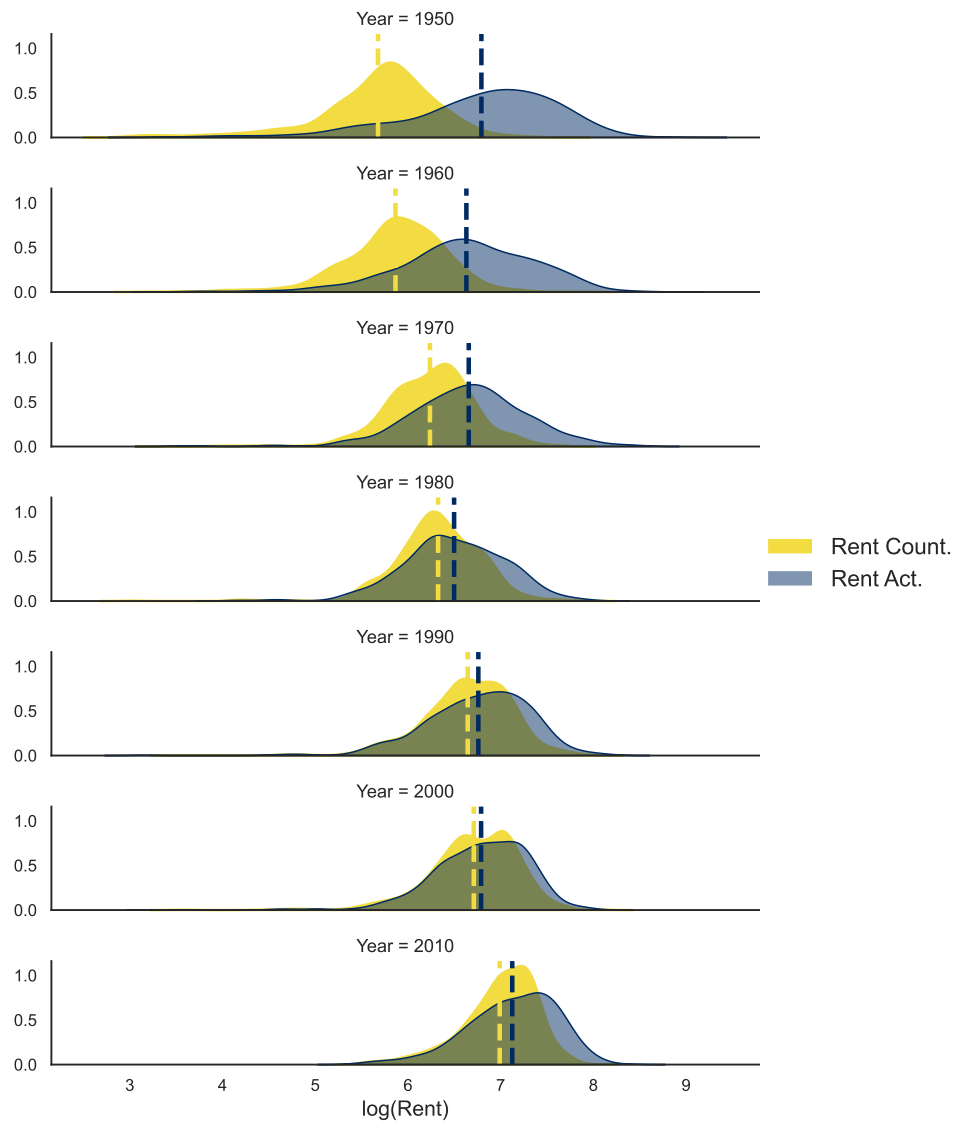 Year = 1950
1.0
0.5
0.0
Year = 1960
1.0
0.5
0.0
Year = 1970
1.0
0.5
0.0
Year = 1980
1.0
0.5
0.0
Rent Count.
Rent Act.
Year = 1990
1.0
0.5
0.0
Year = 2000
1.0
0.5
0.0
Year = 2010
1.0
0.5
0.0
3 4 5 6 7 8 9
log(Rent)